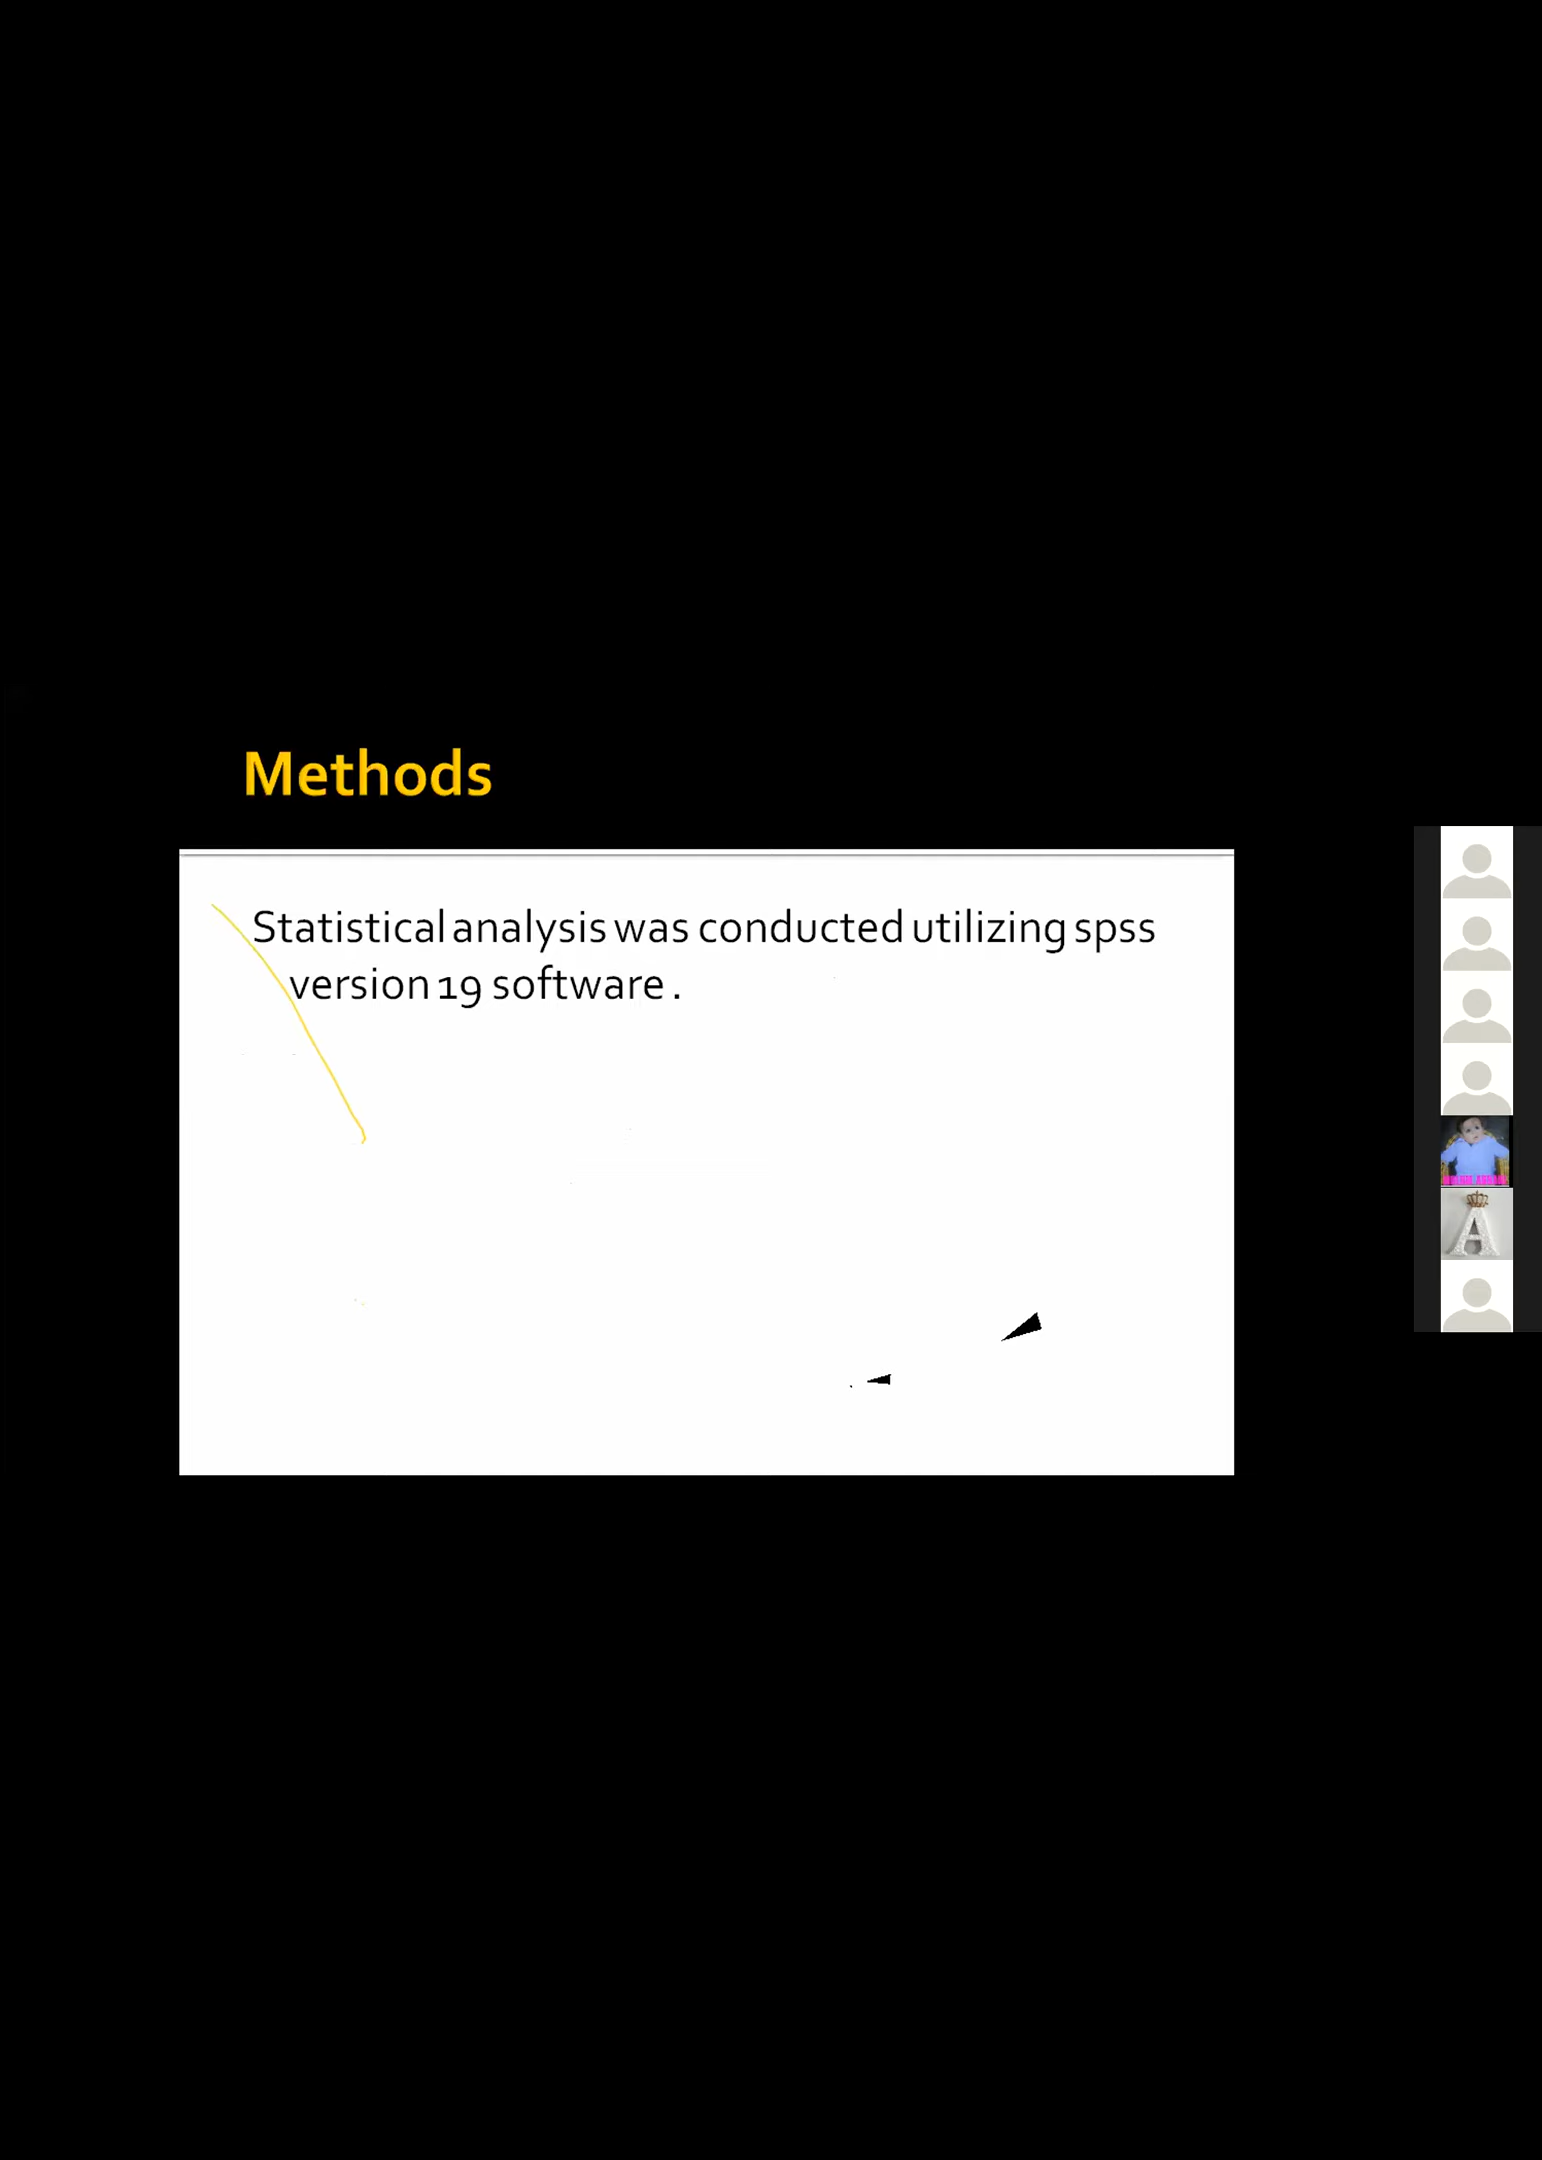 Methods
Statistical analysis was conducted utilizing spss
version 19 software .
A